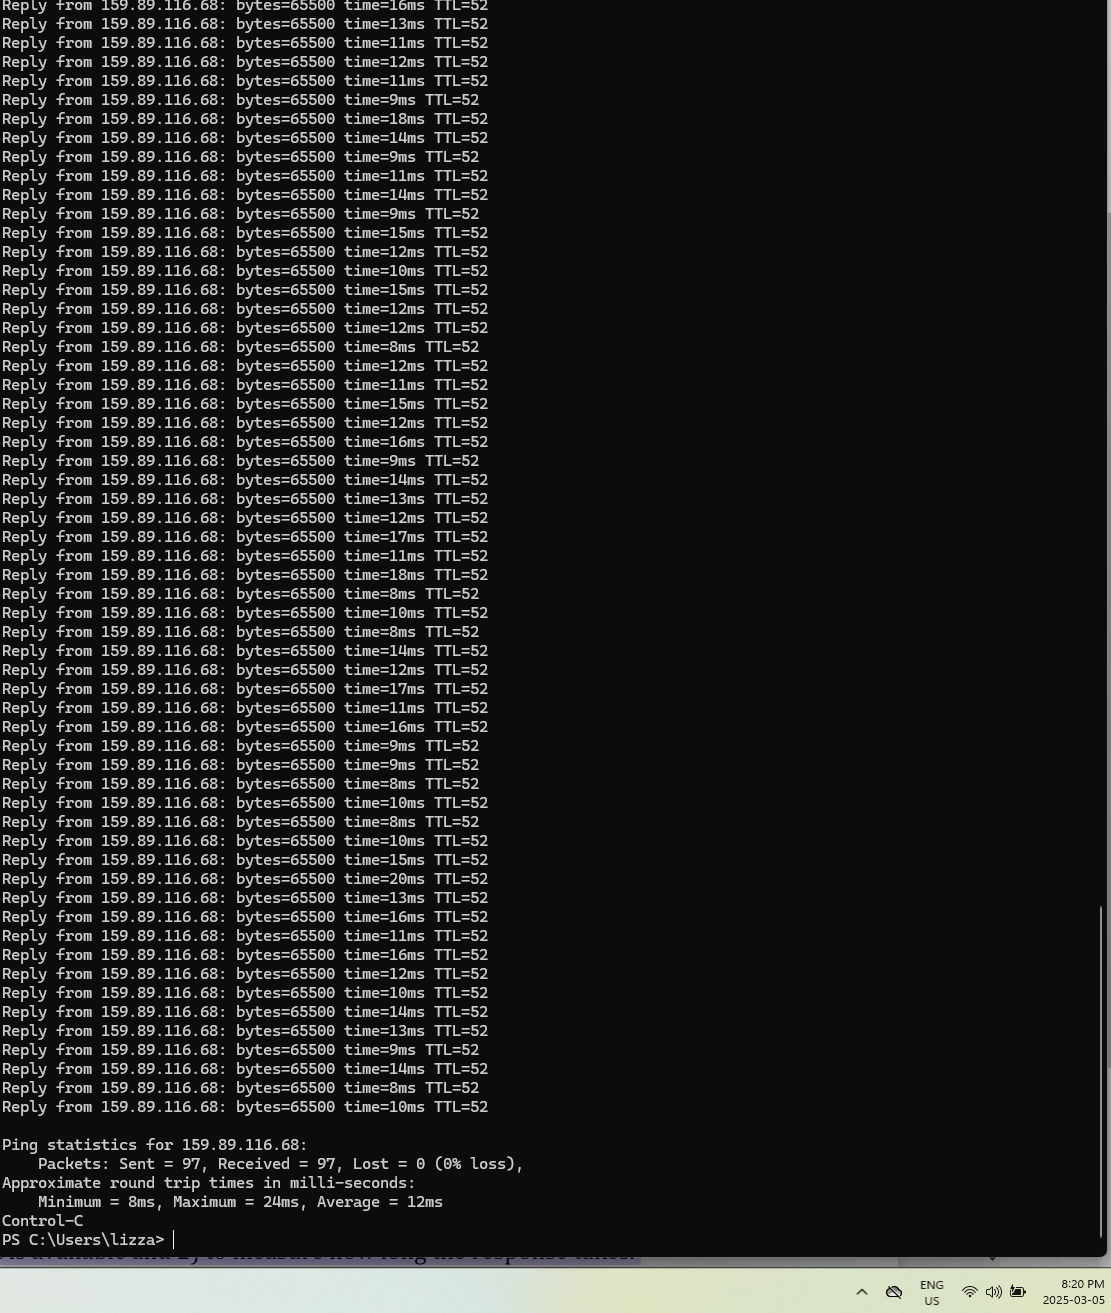 Reply from 159.89.116.68: bytes=65500 time=16ms TTL=52
Reply from 159.89.116.68: bytes=65500 time=13ms TTL=52
Reply from 159.89.116.68: bytes=65500 time=11ms TTL=52
Reply from 159.89.116.68: bytes=65500 time=12ms TTL=52
Reply from 159.89.116.68: bytes=65500 time=11ms TTL=52
Reply from 159.89.116.68: bytes=65500 time=9ms TTL=52
Reply from 159.89.116.68: bytes=65500 time=18ms TTL=52
Reply from 159.89.116.68: bytes=65500 time=14ms TTL=52
Reply from 159.89.116.68: bytes=65500 time=9ms TTL=52
Reply from 159.89.116.68: bytes=65500 time=11ms TTL=52
Reply from 159.89.116.68: bytes=65500 time=14ms TTL=52
Reply from 159.89.116.68: bytes=65500 time=9ms TTL=52
Reply from 159.89.116.68: bytes=65500 time=15ms TTL=52
Reply from 159.89.116.68: bytes=65500 time=12ms TTL=52
Reply from 159.89.116.68: bytes=65500 time=10ms TTL=52
Reply from 159.89.116.68: bytes=65500 time=15ms TTL=52
Reply from 159.89.116.68: bytes=65500 time=12ms TTL=52
Reply from 159.89.116.68: bytes=65500 time=12ms TTL=52
Reply from 159.89.116.68: bytes=65500 time=8ms TTL=52
Reply from 159.89.116.68: bytes=65500 time=12ms TTL=52
Reply from 159.89.116.68: bytes=65500 time=11ms TTL=52
Reply from 159.89.116.68: bytes=65500 time=15ms TTL=52
Reply from 159.89.116.68: bytes=65500 time=12ms TTL=52
Reply from 159.89.116.68: bytes=65500 time=16ms TTL=52
Reply from 159.89.116.68: bytes=65500 time=9ms TTL=52
Reply from 159.89.116.68: bytes=65500 time=14ms TTL=52
Reply from 159.89.116.68: bytes=65500 time=13ms TTL=52
Reply from 159.89.116.68: bytes=65500 time=12ms TTL=52
Reply from 159.89.116.68: bytes=65500 time=17ms TTL=52
Reply from 159.89.116.68: bytes=65500 time=11ms TTL=52
Reply from 159.89.116.68: bytes=65500 time=18ms TTL=52
Reply from 159.89.116.68: bytes=65500 time=8ms TTL=52
Reply from 159.89.116.68: bytes=65500 time=10ms TTL=52
Reply from 159.89.116.68: bytes=65500 time=8ms TTL=52
Reply from 159.89.116.68: bytes=65500 time=14ms TTL=52
Reply from 159.89.116.68: bytes=65500 time=12ms TTL=52
Reply from 159.89.116.68: bytes=65500 time=17ms TTL=52
Reply from 159.89.116.68: bytes=65500 time=11ms TTL=52
Reply from 159.89.116.68: bytes=65500 time=16ms TTL=52
Reply from 159.89.116.68: bytes=65500 time=9ms TTL=52
Reply from 159.89.116.68: bytes=65500 time=9ms TTL=52
Reply from 159.89.116.68: bytes=65500 time=8ms TTL=52
Reply from 159.89.116.68: bytes=65500 time=10ms TTL=52
Reply from 159.89.116.68: bytes=65500 time=8ms TTL=52
Reply from 159.89.116.68: bytes=65500 time=10ms TTL=52
Reply from 159.89.116.68: bytes=65500 time=15ms TTL=52
Reply from 159.89.116.68: bytes=65500 time=20ms TTL=52
Reply from 159.89.116.68: bytes=65500 time=13ms TTL=52
Reply from 159.89.116.68: bytes=65500 time=16ms TTL=52
Reply from 159.89.116.68: bytes=65500 time=11ms TTL=52
Reply from 159.89.116.68: bytes=65500 time=16ms TTL=52
Reply from 159.89.116.68: bytes=65500 time=12ms TTL=52
Reply from 159.89.116.68: bytes=65500 time=10ms TTL=52
Reply from 159.89.116.68: bytes=65500 time=14ms TTL=52
Reply from 159.89.116.68: bytes=65500 time=13ms TTL=52
Reply from 159.89.116.68: bytes=65500 time=9ms TTL=52
Reply from 159.89.116.68: bytes=65500 time=14ms TTL=52
Reply from 159.89.116.68: bytes=65500 time=8ms TTL=52
Reply from 159.89.116.68: bytes=65500 time=10ms TTL=52
Ping statistics for 159.89.116.68:
Packets: Sent = 97, Received = 97, Lost = 0 (0% loss),
Approximate round trip times in milli-seconds:
Minimum = 8ms, Maximum = 24ms, Average = 12ms
Control-C
PS C:\Users\lizza>
ENG
US
8:20 PM
2025-03-05